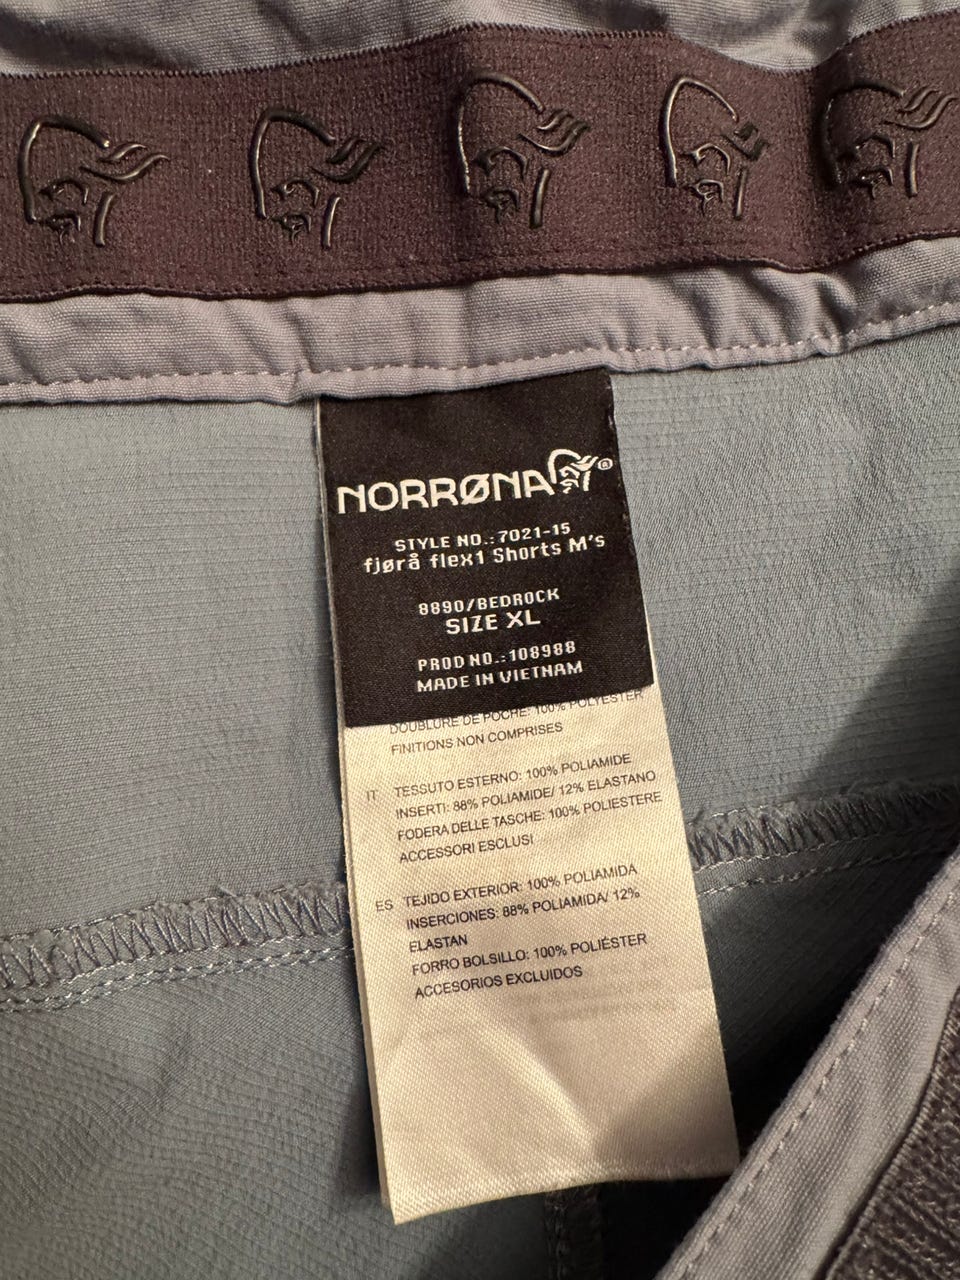 NORRØNA®
STYLE NO.: 7021-15
fjørå flex1 Shorts M's
8890/BEDROCK
SIZE XL
PROD NO.:108988
MADE IN VIETNAM
DOUBLURE DE POCHE: 100% POLYESTER
FINITIONS NON COMPRISES
IT TESSUTO ESTERNO: 100% POLIAMIDE
INSERTI: 88% POLIAMIDE/ 12% ELASTANO
FODERA DELLE TASCHE: 100% POLIESTERE
ACCESSORI ESCLUSI
ES TEJIDO EXTERIOR: 100% POLIAMIDA
INSERCIONES: 88% POLIAMIDA/ 12%
ELASTAN
FORRO BOLSILLO: 100% POLIÉSTER
ACCESORIOS EXCLUIDOS